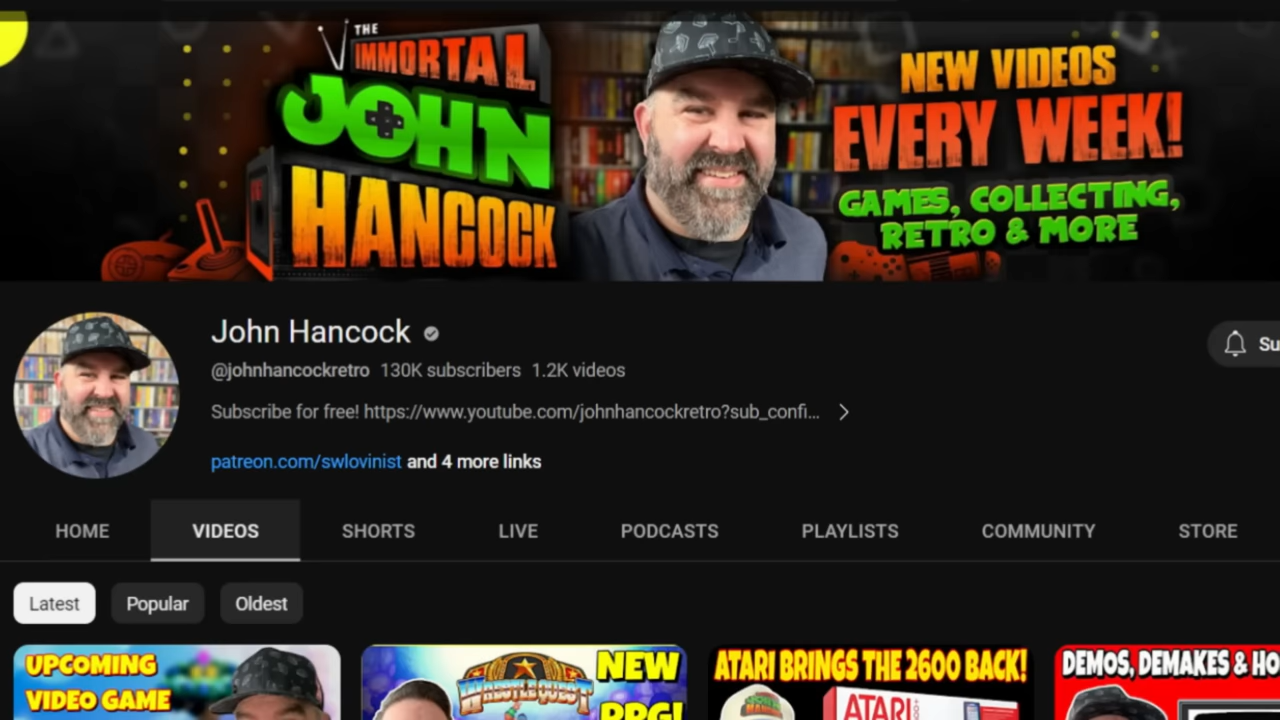 THE
IMMORTAL
JOHN
HANCOCK
NEW VIDEOS
EVERY WEEK!
GAMES, COLLECTING,
RETRO & MORE
John Hancock
@johnhancockretro 130K subscribers 1.2K videos
Su
Subscribe for free! https://www.youtube.com/johnhancockretro?sub_confi...
patreon.com/swlovinist and 4 more links
HOME VIDEOS SHORTS LIVE PODCASTS PLAYLISTS COMMUNITY STORE
Latest Popular Oldest
UPCOMING
VIDEO GAME
WRESTLEQUEST
NEW
RPG!
ATARI BRINGS THE 2600 BACK!
ATARI
DEMOS, DEMAKES & HO